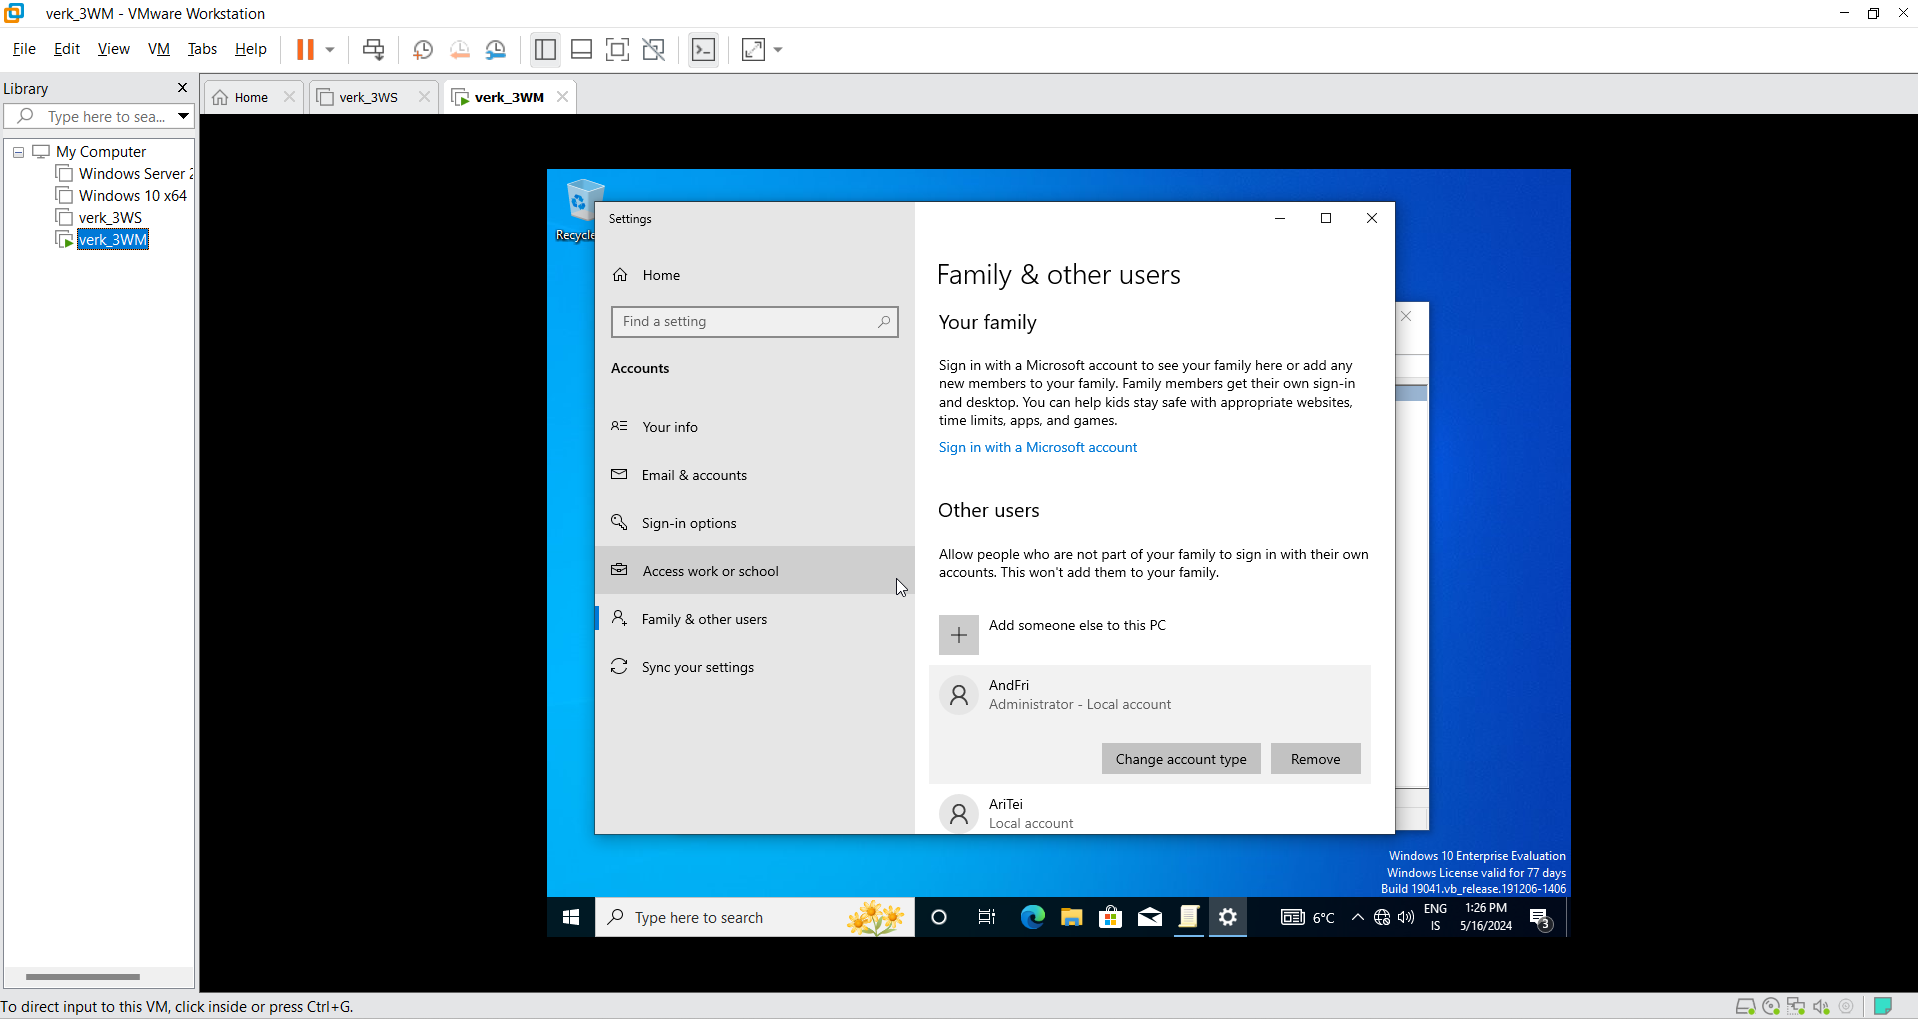 verk_3WM - VMware Workstation
File Edit View VM Tabs Help
Library
Type here to sea...
Home
verk_3WS
verk_3WM
My Computer
Windows Server
Windows 10 x64
verk_3WS
verk_3WM
Recycle
Settings
Home
Find a setting
Accounts
Your info
Email & accounts
Sign-in options
Access work or school
Family & other users
Sync your settings
Family & other users
Your family
Sign in with a Microsoft account to see your family here or add any
new members to your family. Family members get their own sign-in
and desktop. You can help kids stay safe with appropriate websites,
time limits, apps, and games.
Sign in with a Microsoft account
Other users
Allow people who are not part of your family to sign in with their own
accounts. This won't add them to your family.
Add someone else to this PC
AndFri
Administrator - Local account
Change account type Remove
AriTei
Local account
Windows 10 Enterprise Evaluation
Windows License valid for 77 days
Build 19041.vb_release.191206-1406
Type here to search
6°C
ENG
IS
1:26 PM
5/16/2024
3
To direct input to this VM, click inside or press Ctrl+G.